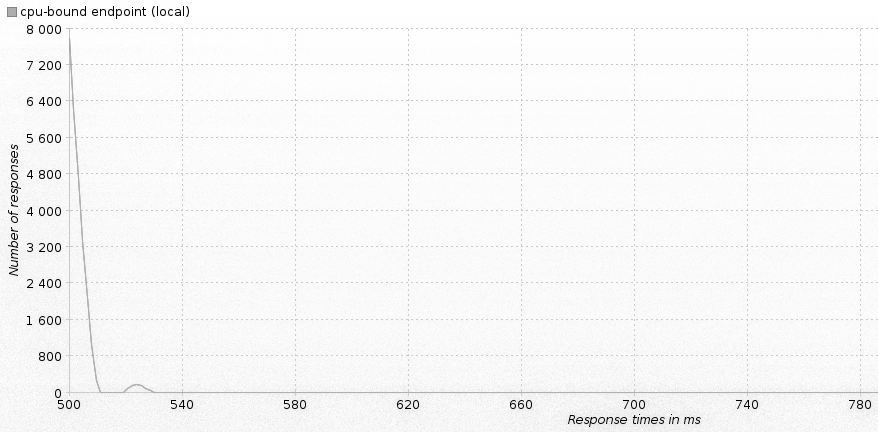 cpu-bound endpoint (local)
8 000
7 200
6 400
5 600
4 800
4 000
3 200
2 400
1 600
800
0
Number of responses
500 540 580 620 660 700 740 780
Response times in ms